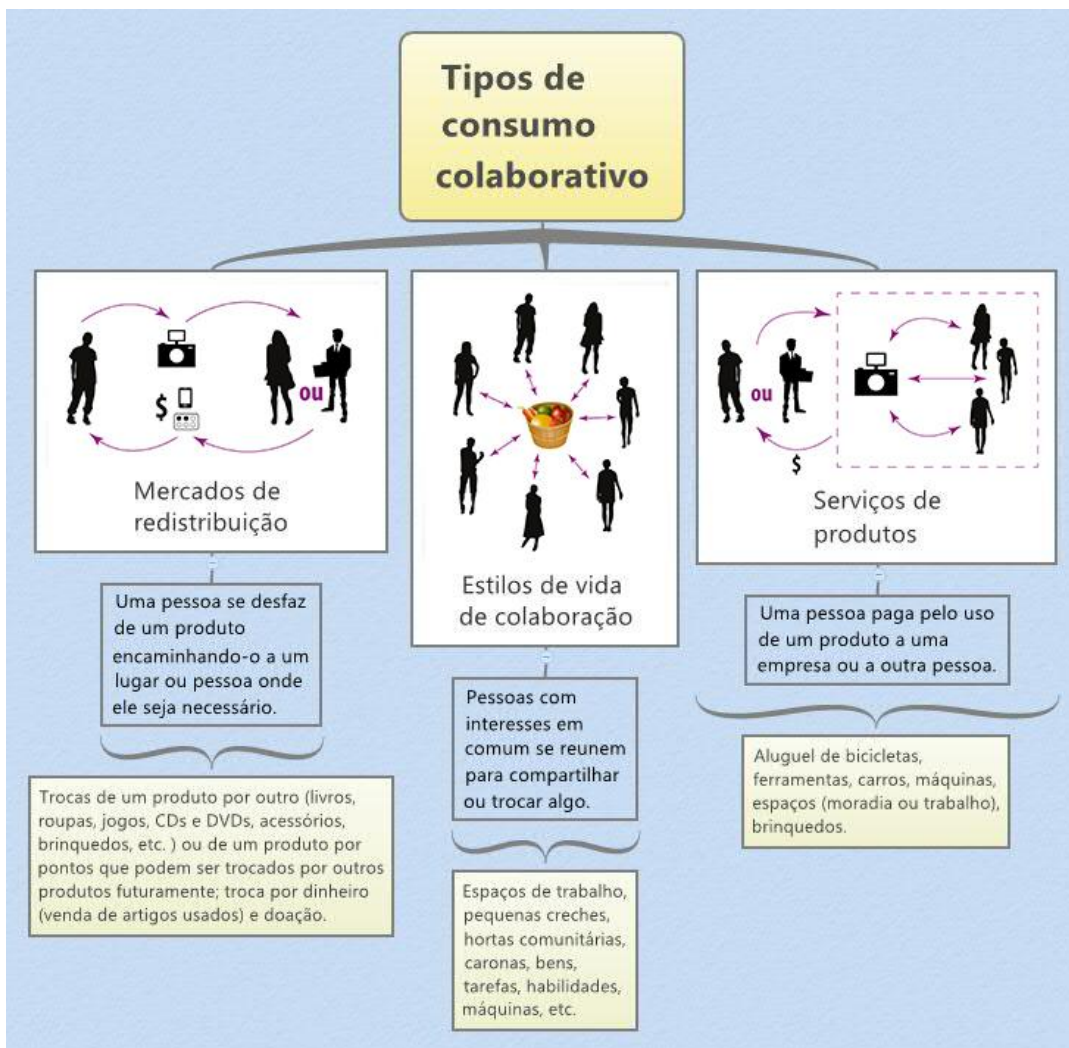 Tipos de
consumo
colaborativo
$
ou
Mercados de
redistribuição
Uma pessoa se desfaz
de um produto
encaminhando-o a um
lugar ou pessoa onde
ele seja necessário.
Trocas de um produto por outro (livros,
roupas, jogos, CDs e DVDs, acessórios,
brinquedos, etc. ) ou de um produto por
pontos que podem ser trocados por outros
produtos futuramente; troca por dinheiro
(venda de artigos usados) e doação.
Estilos de vida
de colaboração
Pessoas com
interesses em
comum se reunem
para compartilhar
ou trocar algo.
Espaços de trabalho,
pequenas creches,
hortas comunitárias,
caronas, bens,
tarefas, habilidades,
máquinas, etc.
ou
$
Serviços de
produtos
Uma pessoa paga pelo uso
de um produto a uma
empresa ou a outra pessoa.
Aluguel de bicicletas,
ferramentas, carros, máquinas,
espaços (moradia ou trabalho),
brinquedos.